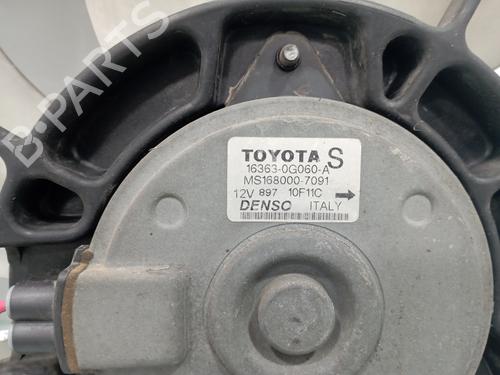 B-PARTS
TOYOTA S
16363-0G060-A
MS168000-7091
12V 897 10F11C
DENSO ITALY